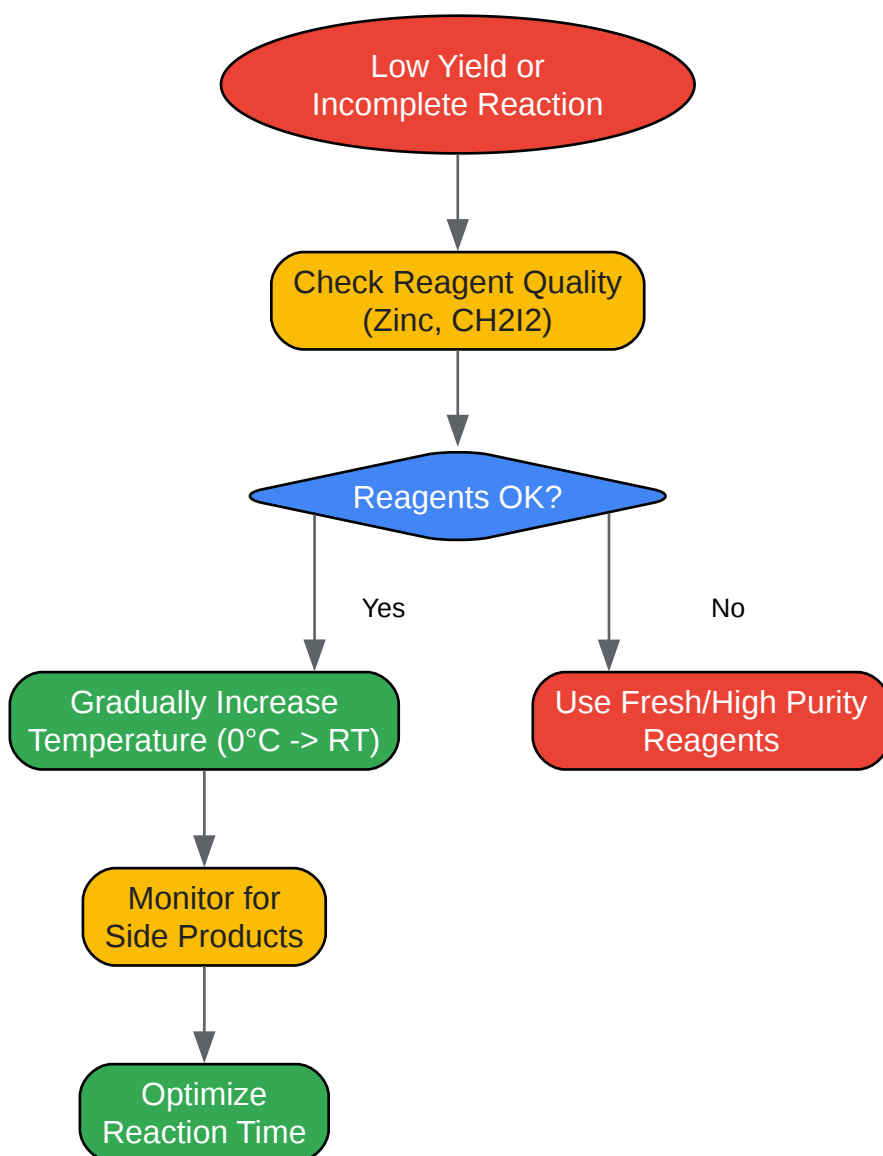 Low Yield or
Incomplete Reaction
Check Reagent Quality
(Zinc, CH2I2)
Reagents OK?
Yes
No
Gradually Increase
Temperature (0°C -> RT)
Use Fresh/High Purity
Reagents
Monitor for
Side Products
Optimize
Reaction Time